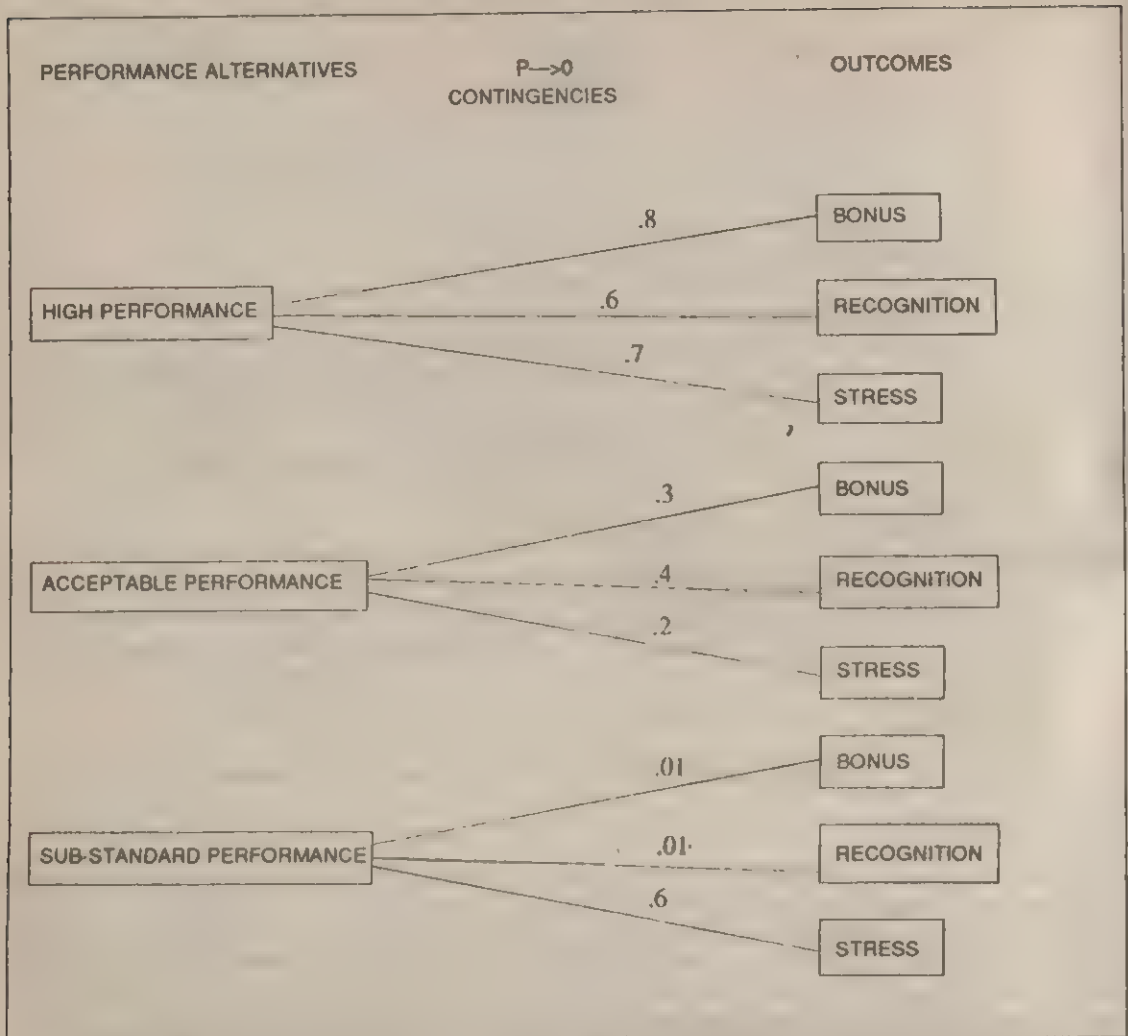 PERFORMANCE ALTERNATIVES
P—>0
CONTINGENCIES
OUTCOMES
.8
BONUS
HIGH PERFORMANCE
.6
RECOGNITION
.7
STRESS
.3
BONUS
ACCEPTABLE PERFORMANCE
.4
RECOGNITION
.2
STRESS
.01
BONUS
SUB-STANDARD PERFORMANCE
.01
RECOGNITION
.6
STRESS